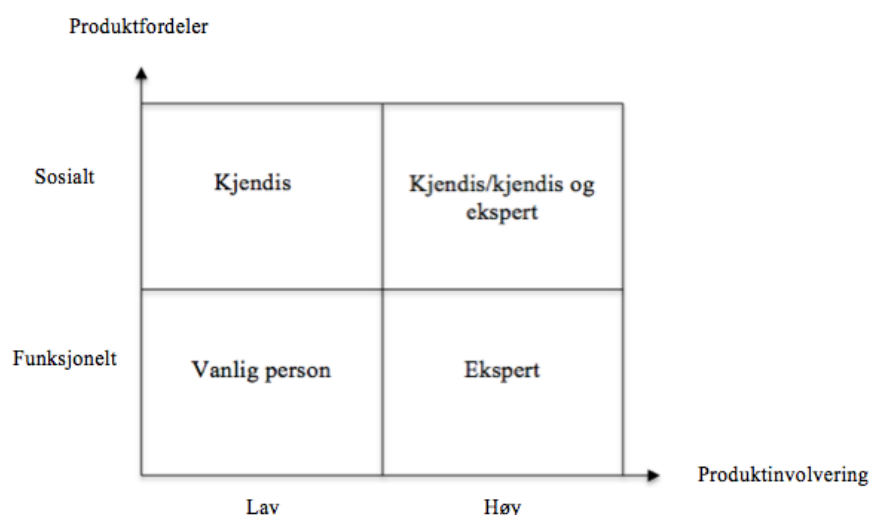 Produktfordeler
Sosialt
Kjendis
Kjendis/kjendis og
ekspert
Funksjonelt
Vanlig person
Ekspert
Produktinvolvering
Lav
Høy